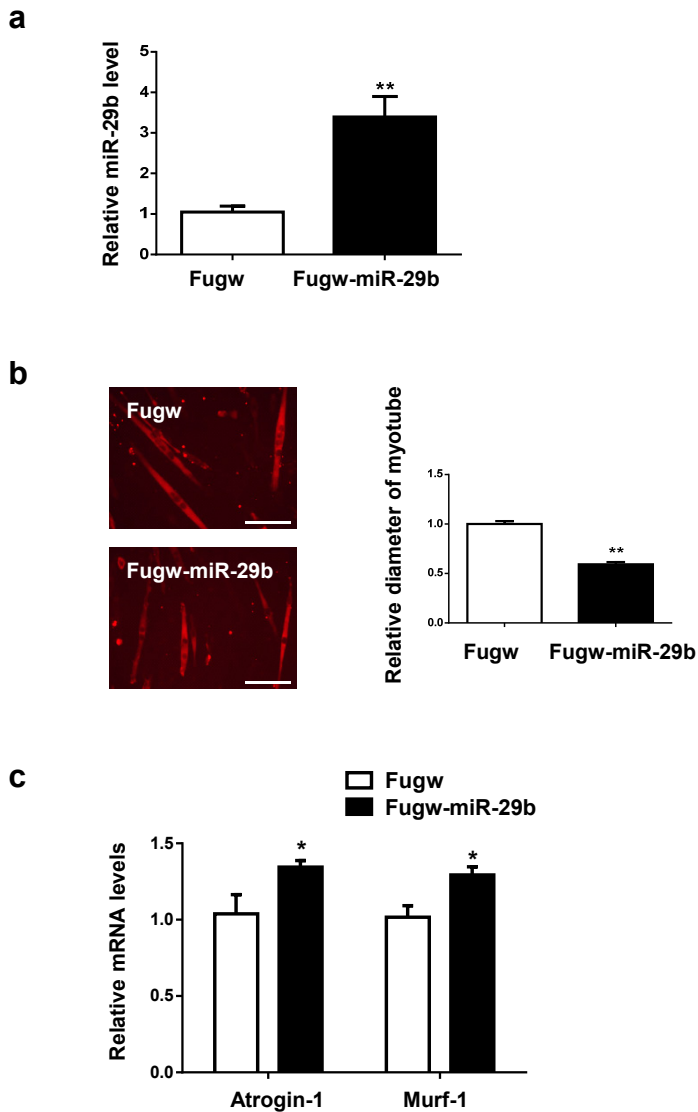 a
Relative miR-29b level
5
4
3
2
1
0
**
Fugw
Fugw-miR-29b
b
Fugw
Fugw-miR-29b
Relative diameter of myotube
1.5
1.0
0.5
0.0
**
Fugw
Fugw-miR-29b
c
Fugw
Fugw-miR-29b
Relative mRNA levels
1.5
1.0
0.5
0.0
*
*
Atrogin-1
Murf-1